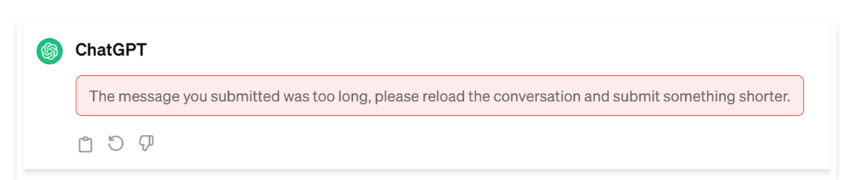 ChatGPT
The message you submitted was too long, please reload the conversation and submit something shorter.